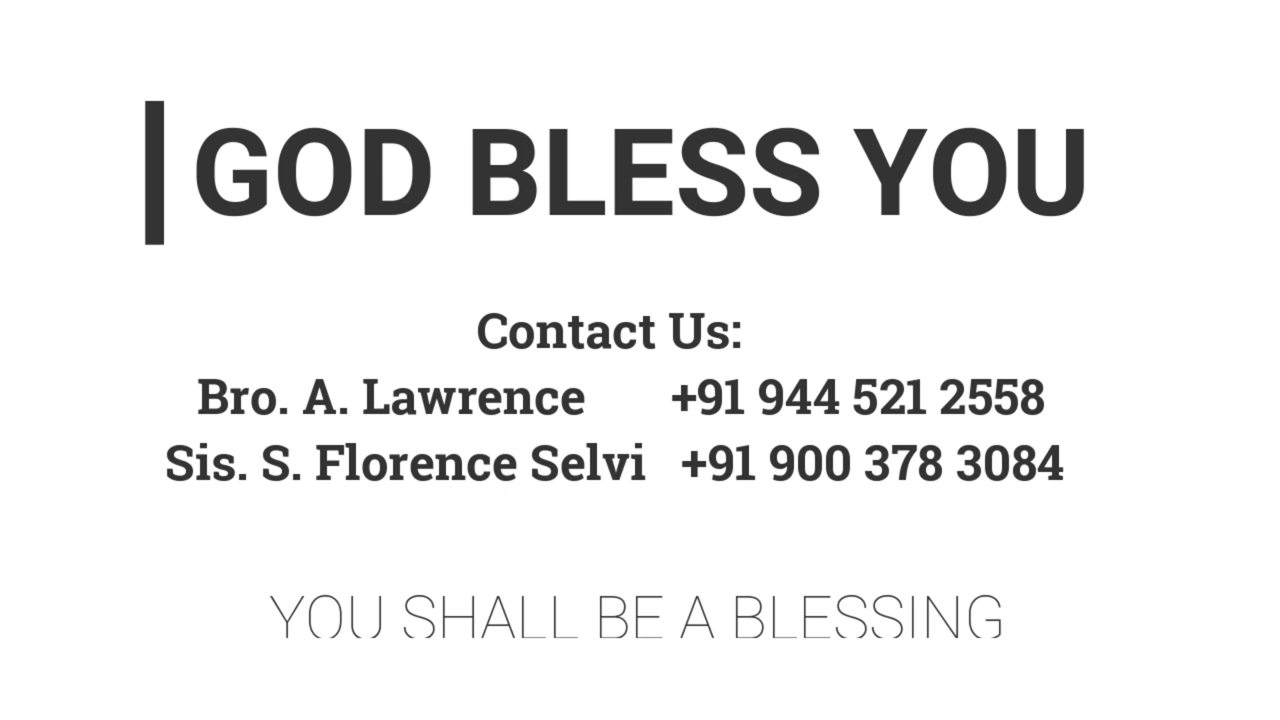 GOD BLESS YOU
Contact Us:
Bro. A. Lawrence +91 944 521 2558
Sis. S. Florence Selvi +91 900 378 3084
YOU SHALL BE A BLESSING